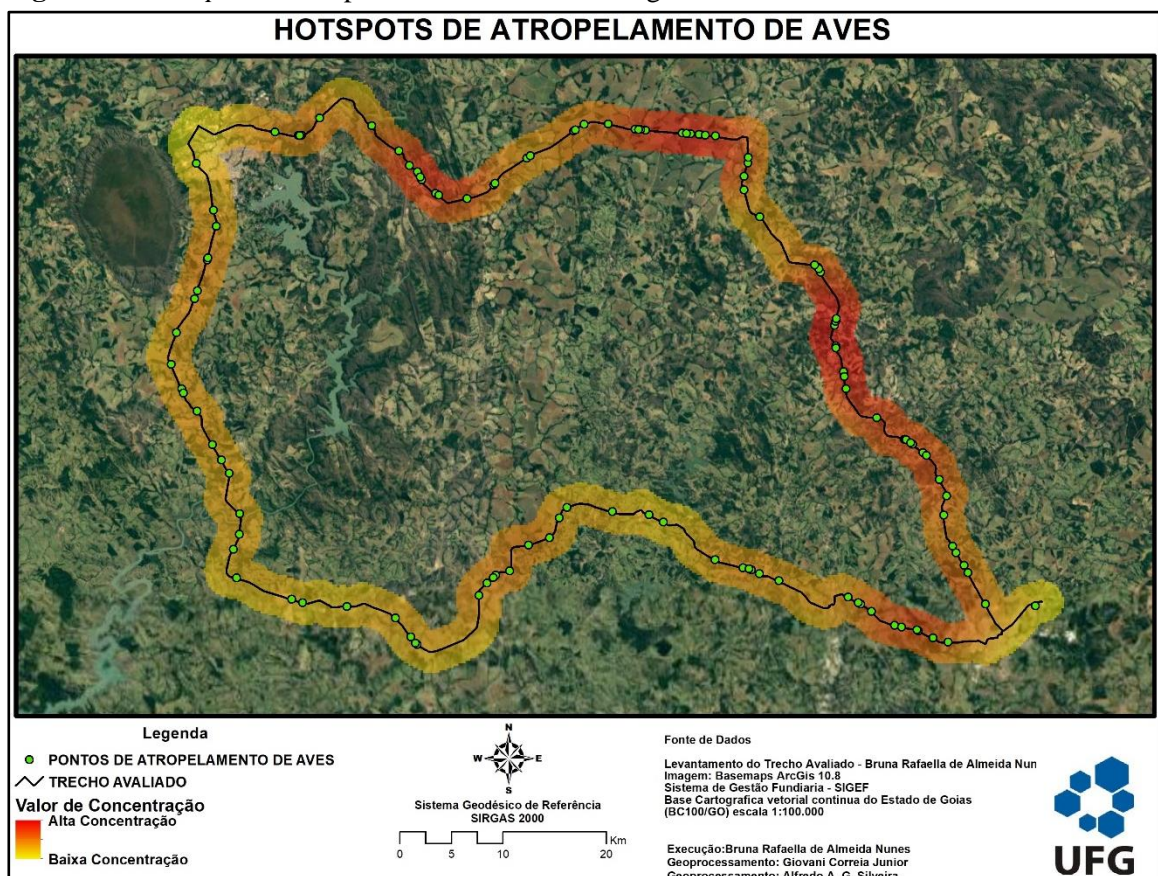 HOTSPOTS DE ATROPELAMENTO DE AVES
Legenda
PONTOS DE ATROPELAMENTO DE AVES
TRECHO AVALIADO
Valor de Concentração
Alta Concentração
Baixa Concentração
N
W E
S
Sistema Geodésico de Referência
SIRGAS 2000
Km
0 5 10 20
Fonte de Dados
Levantamento do Trecho Avaliado - Bruna Rafaella de Almeida Nun
Imagem: Basemaps ArcGis 10.8
Sistema de Gestão Fundiaria - SIGEF
Base Cartografica vetorial continua do Estado de Goias
(BC100/GO) escala 1:100.000
Execução:Bruna Rafaella de Almeida Nunes
Geoprocessamento: Giovani Correia Junior
Geoprocessamento: Alfredo A. G. Silveira
UFG